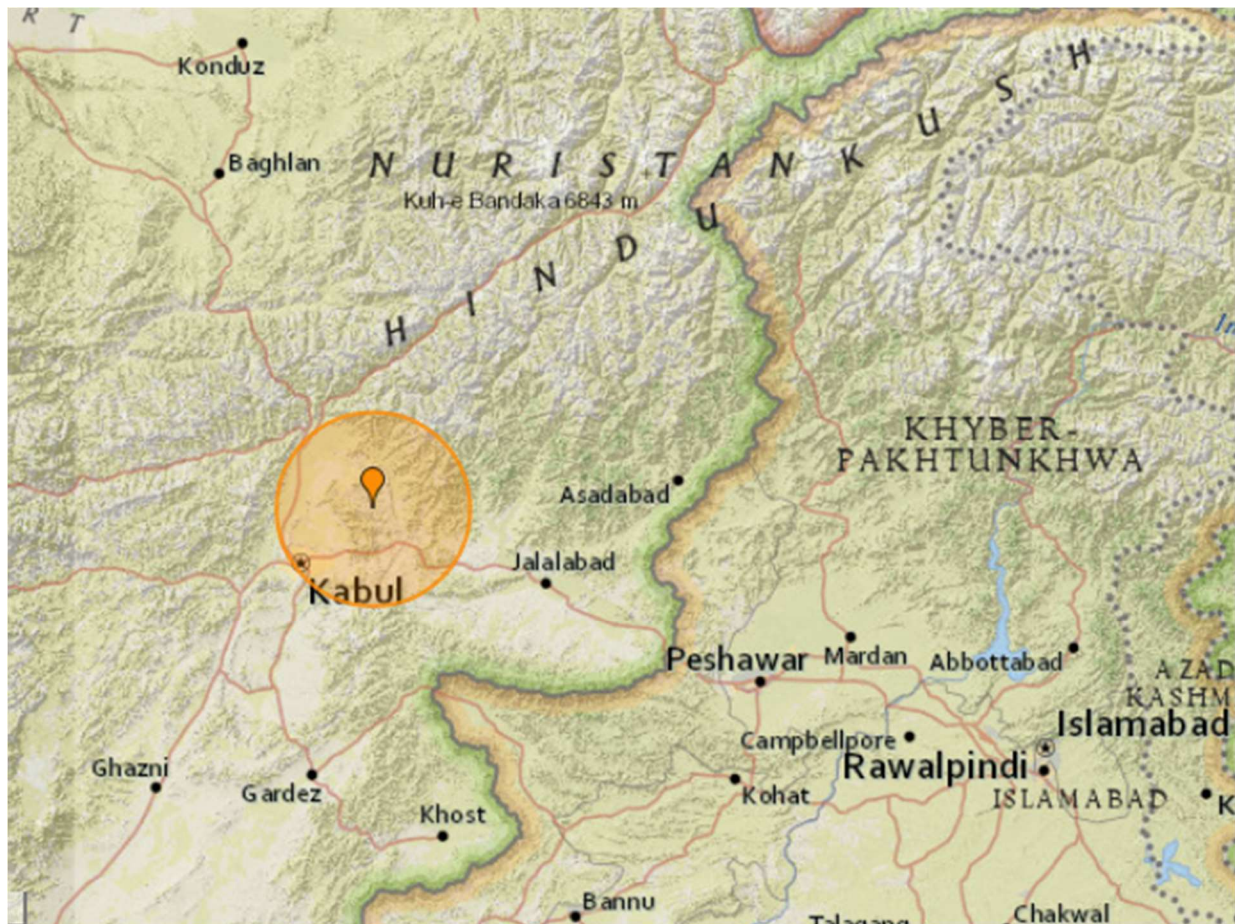 R T
Konduz
Baghlan
NURISTAN
Kuh-e Bandaka 6843 m
HINDU KUSH
KHYBER-
PAKHTUNKHWA
Asadabad
Jalalabad
Kabul
Peshawar
Mardan
Abbottabad
AZAD
KASHM
Islamabad
Campbellpore
Rawalpindi
ISLAMABAD
Ghazni
Gardez
Kohat
K
Khost
Bannu
Talagang
Chakwal